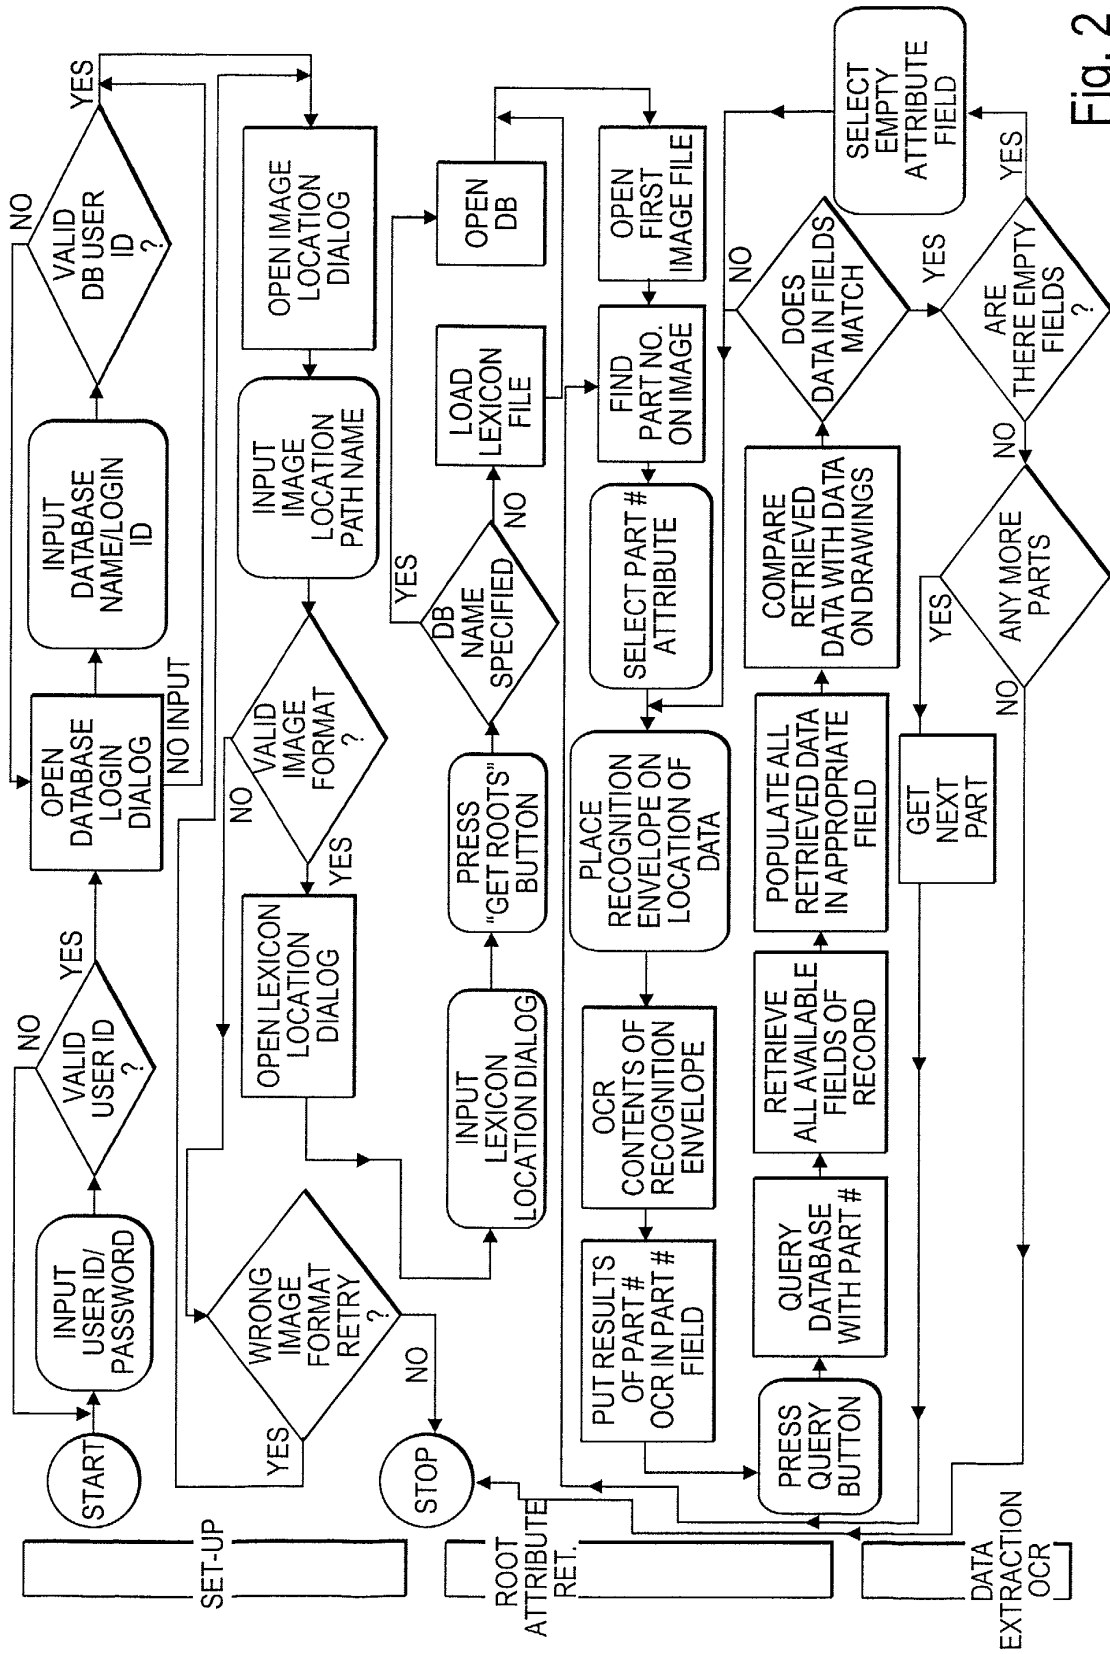 START
INPUT
USER ID/
PASSWORD
VALID
USER ID
?
NO
YES
OPEN
DATABASE
LOGIN
DIALOG
NO INPUT
INPUT
DATABASE
NAME/LOGIN
ID
VALID
DB USER
ID
?
NO
YES
OPEN IMAGE
LOCATION
DIALOG
INPUT
IMAGE
LOCATION
PATH NAME
VALID
IMAGE
FORMAT
?
NO
YES
OPEN LEXICON
LOCATION
DIALOG
WRONG
IMAGE
FORMAT
RETRY
?
YES
NO
STOP
INPUT
LEXICON
LOCATION DIALOG
PRESS
"GET ROOTS"
BUTTON
DB
NAME
SPECIFIED
YES
NO
LOAD
LEXICON
FILE
OPEN
DB
OPEN
FIRST
IMAGE FILE
FIND
PART NO.
ON IMAGE
SELECT PART #
ATTRIBUTE
PLACE
RECOGNITION
ENVELOPE ON
LOCATION OF
DATA
OCR
CONTENTS OF
RECOGNITION
ENVELOPE
PUT RESULTS
OF PART #
OCR IN PART #
FIELD
PRESS
QUERY
BUTTON
QUERY
DATABASE
WITH PART #
RETRIEVE
ALL AVAILABLE
FIELDS OF
RECORD
POPULATE ALL
RETRIEVED DATA
IN APPROPRIATE
FIELD
COMPARE
RETRIEVED
DATA WITH DATA
ON DRAWINGS
DOES
DATA IN FIELDS
MATCH
NO
YES
SELECT
EMPTY
ATTRIBUTE
FIELD
ARE
THERE EMPTY
FIELDS
?
YES
NO
ANY MORE
PARTS
YES
NO
GET
NEXT
PART
SET-UP
ROOT
ATTRIBUTE
RET.
DATA
EXTRACTION
OCR
Fig. 2